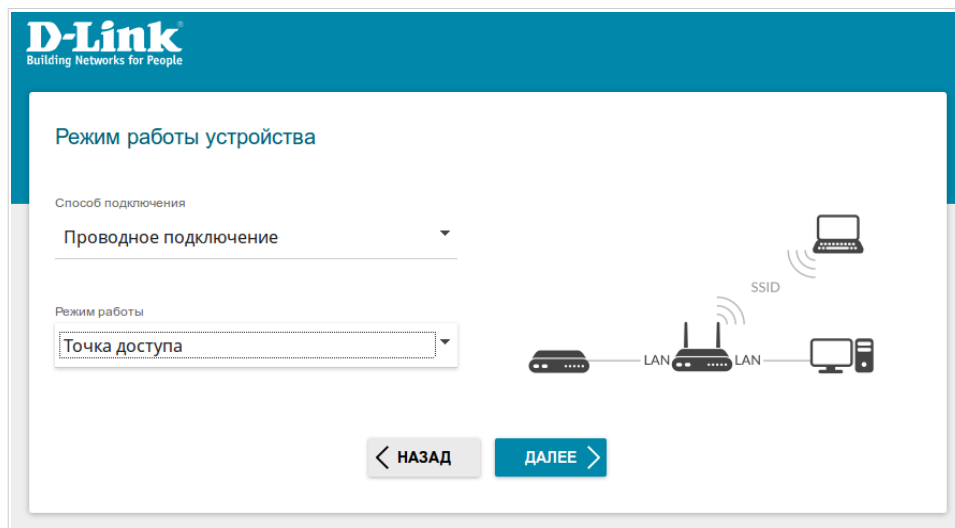 D-Link
Building Networks for People
Режим работы устройства
Способ подключения
Проводное подключение
Режим работы
Точка доступа
SSID
LAN
LAN
НАЗАД
ДАЛЕЕ